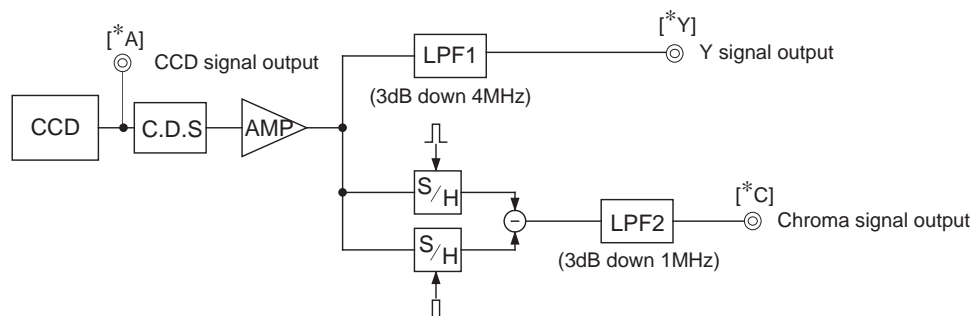 [*A]
CCD signal output
CCD
C.D.S
AMP
LPF1
(3dB down 4MHz)
[*Y]
Y signal output
S/H
S/H
−
LPF2
(3dB down 1MHz)
[*C]
Chroma signal output